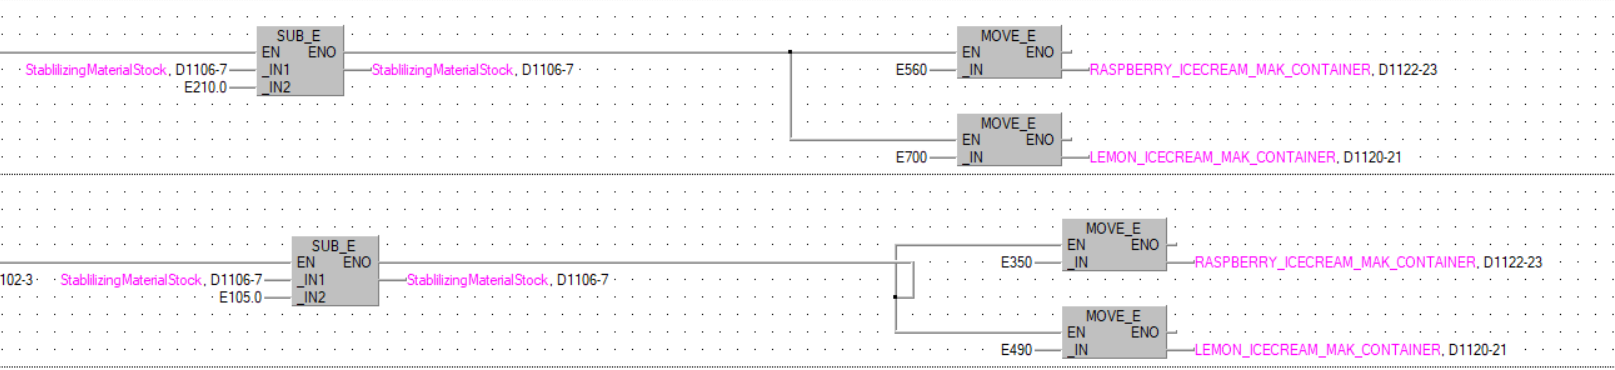 SUB_E
MOVE_E
EN ENO
EN ENO
StablilizingMaterialStock, D1106-7
_IN1
StablilizingMaterialStock, D1106-7
E560
_IN
RASPBERRY_ICECREAM_MAK_CONTAINER, D1122-23
E210.0
_IN2
MOVE_E
EN ENO
E700
_IN
LEMON_ICECREAM_MAK_CONTAINER, D1120-21
MOVE_E
SUB_E
EN ENO
EN ENO
E350
_IN
RASPBERRY_ICECREAM_MAK_CONTAINER, D1122-23
102-3
StablilizingMaterialStock, D1106-7
_IN1
StablilizingMaterialStock, D1106-7
E105.0
_IN2
MOVE_E
EN ENO
E490
_IN
LEMON_ICECREAM_MAK_CONTAINER, D1120-21